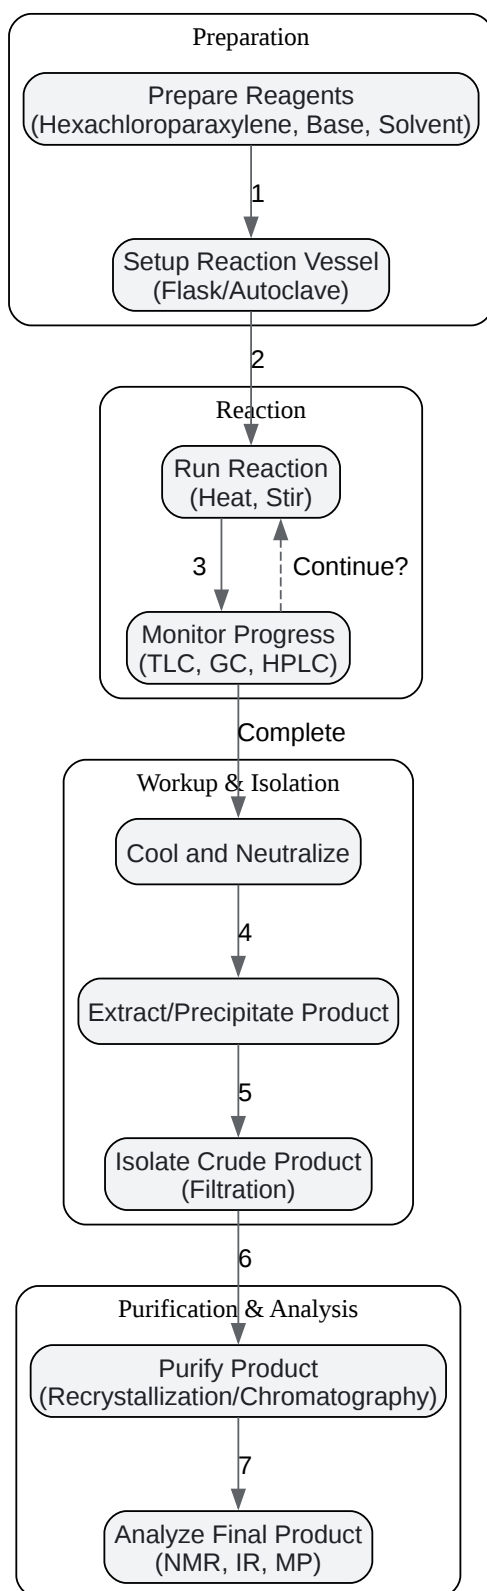 Preparation
Prepare Reagents
(Hexachloroparaxylene, Base, Solvent)
1
Setup Reaction Vessel
(Flask/Autoclave)
2
Reaction
Run Reaction
(Heat, Stir)
3
Continue?
Monitor Progress
(TLC, GC, HPLC)
Complete
Workup & Isolation
Cool and Neutralize
4
Extract/Precipitate Product
5
Isolate Crude Product
(Filtration)
6
Purification & Analysis
Purify Product
(Recrystallization/Chromatography)
7
Analyze Final Product
(NMR, IR, MP)